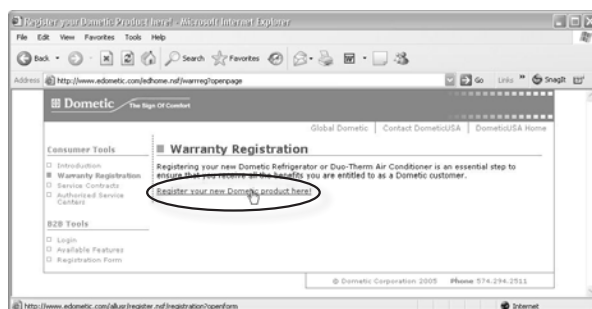 Register your Dometic Product here! - Microsoft Internet Explorer
File Edit View Favorites Tools Help
Back Search Favorites
Address http://www.edometic.com/edhome.nsf/warrreg?openpage Go Links » SnagIt
Dometic The Sign Of Comfort
Global Dometic | Contact DometicUSA | DometicUSA Home
Consumer Tools
Introduction
Warranty Registration
Service Contracts
Authorized Service
Centers
B2B Tools
Login
Available Features
Registration Form
Warranty Registration
Registering your new Dometic Refrigerator or Duo-Therm Air Conditioner is an essential step to
ensure that you receive all the benefits you are entitled to as a Dometic customer.
Register your new Dometic product here!
© Dometic Corporation 2005 Phone 574.294.2511
http://www.edometic.com/allusr/register.nsf/registration?openform Internet